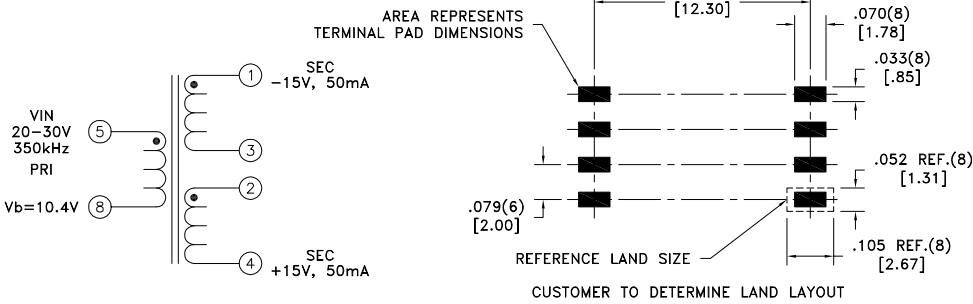 VIN
20-30V
350kHz
PRI
Vb=10.4V
5
8
1
SEC
-15V, 50mA
3
2
4
SEC
+15V, 50mA
AREA REPRESENTS
TERMINAL PAD DIMENSIONS
[12.30]
.070(8)
[1.78]
.033(8)
[.85]
.052 REF.(8)
[1.31]
.079(6)
[2.00]
REFERENCE LAND SIZE
.105 REF.(8)
[2.67]
CUSTOMER TO DETERMINE LAND LAYOUT